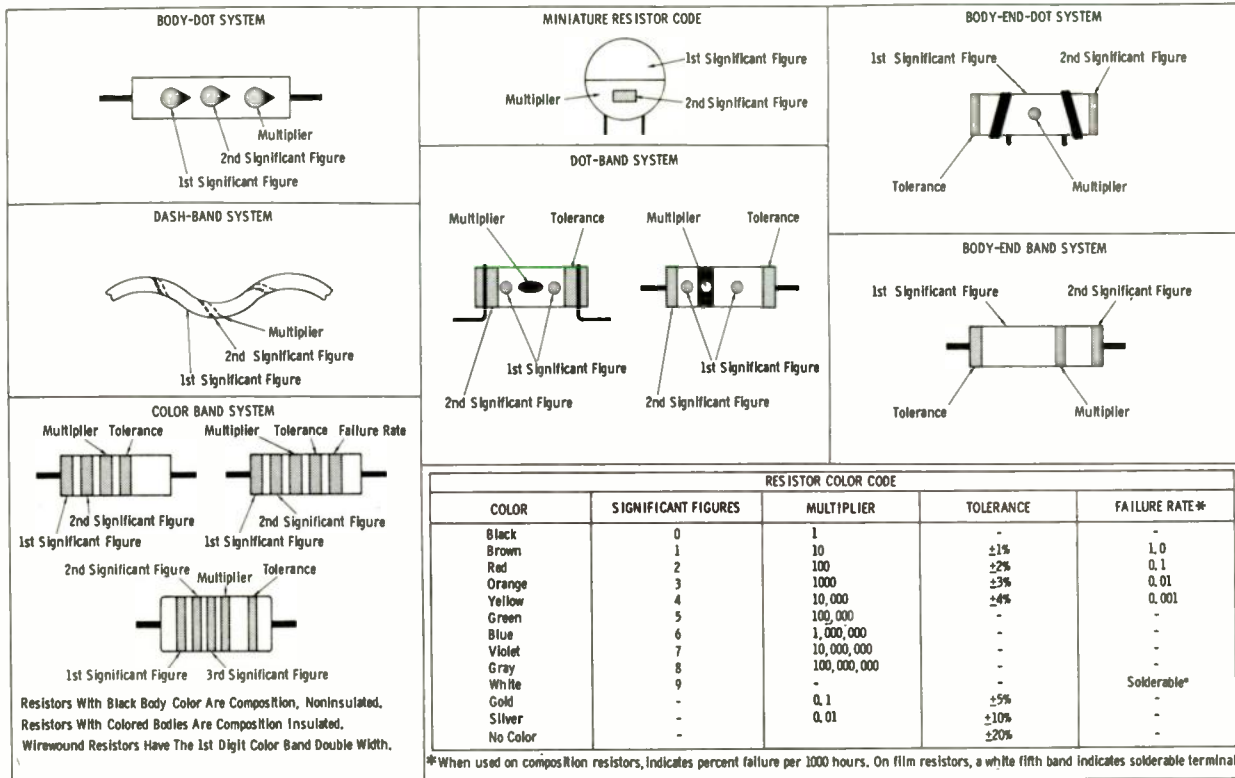 BODY-DOT SYSTEM
Multiplier
2nd Significant Figure
1st Significant Figure
DASH-BAND SYSTEM
Multiplier
2nd Significant Figure
1st Significant Figure
COLOR BAND SYSTEM
Multiplier Tolerance
2nd Significant Figure
1st Significant Figure
Multiplier Tolerance Failure Rate
2nd Significant Figure
1st Significant Figure
2nd Significant Figure Multiplier Tolerance
1st Significant Figure 3rd Significant Figure
Resistors With Black Body Color Are Composition, Noninsulated.
Resistors With Colored Bodies Are Composition Insulated.
Wirewound Resistors Have The 1st Digit Color Band Double Width.
MINIATURE RESISTOR CODE
1st Significant Figure
Multiplier 2nd Significant Figure
DOT-BAND SYSTEM
Multiplier Tolerance
1st Significant Figure
2nd Significant Figure
Multiplier Tolerance
1st Significant Figure
2nd Significant Figure
BODY-END-DOT SYSTEM
1st Significant Figure 2nd Significant Figure
Tolerance Multiplier
BODY-END BAND SYSTEM
1st Significant Figure 2nd Significant Figure
Tolerance Multiplier
RESISTOR COLOR CODE
COLOR SIGNIFICANT FIGURES MULTIPLIER TOLERANCE FAILURE RATE*
Black 0 1 - -
Brown 1 10 ±1% 1.0
Red 2 100 ±2% 0.1
Orange 3 1000 ±3% 0.01
Yellow 4 10,000 ±4% 0.001
Green 5 100,000 - -
Blue 6 1,000,000 - -
Violet 7 10,000,000 - -
Gray 8 100,000,000 - -
White 9 - - Solderable*
Gold - 0.1 ±5% -
Silver - 0.01 ±10% -
No Color - ±20% -
*When used on composition resistors, indicates percent failure per 1000 hours. On film resistors, a white fifth band indicates solderable terminal